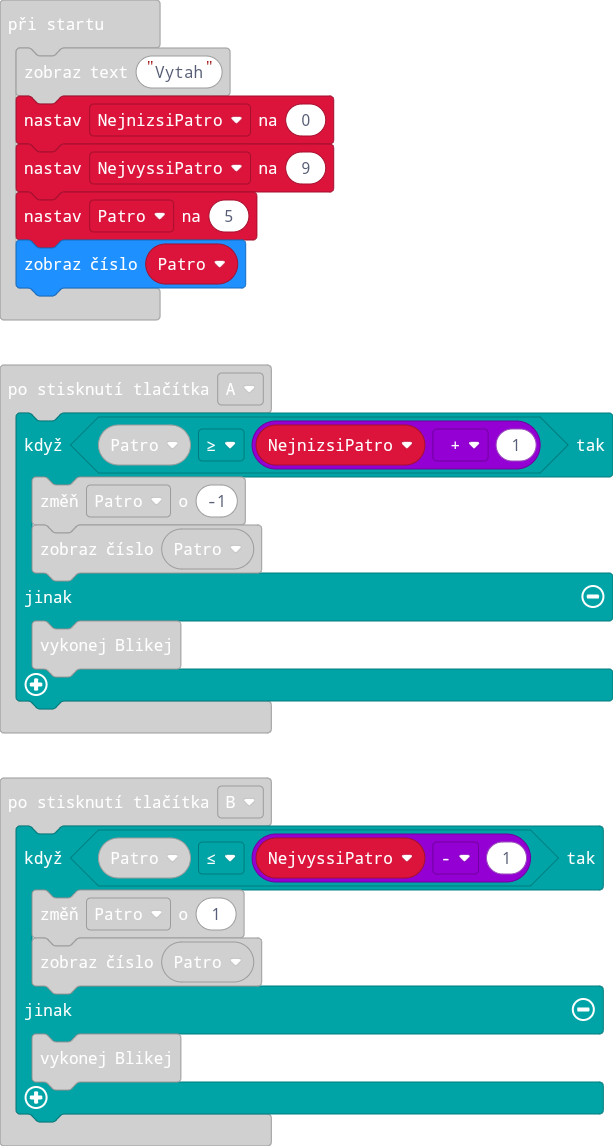 při startu
zobraz text "Vytah"
nastav NejnizsiPatro na 0
nastav NejvyssiPatro na 9
nastav Patro na 5
zobraz číslo Patro
po stisknutí tlačítka A
když Patro ≥ NejnizsiPatro + 1 tak
změň Patro o -1
zobraz číslo Patro
jinak
vykonej Blikej
po stisknutí tlačítka B
když Patro ≤ NejvyssiPatro - 1 tak
změň Patro o 1
zobraz číslo Patro
jinak
vykonej Blikej